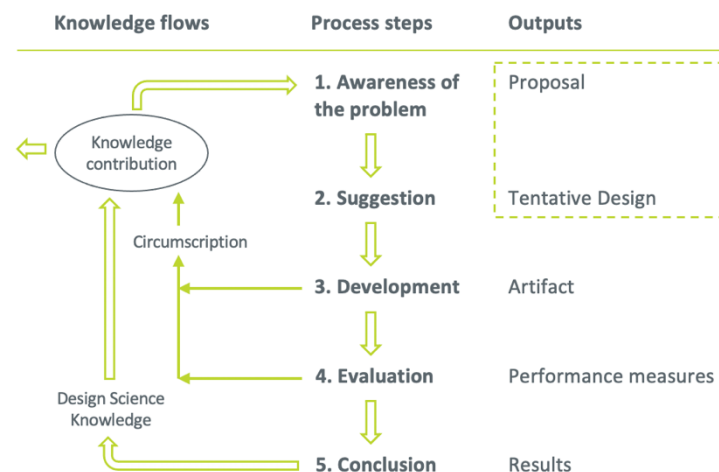 Knowledge flows
Process steps
Outputs
1. Awareness of
the problem
Proposal
Knowledge
contribution
2. Suggestion
Tentative Design
Circumscription
3. Development
Artifact
4. Evaluation
Performance measures
Design Science
Knowledge
5. Conclusion
Results